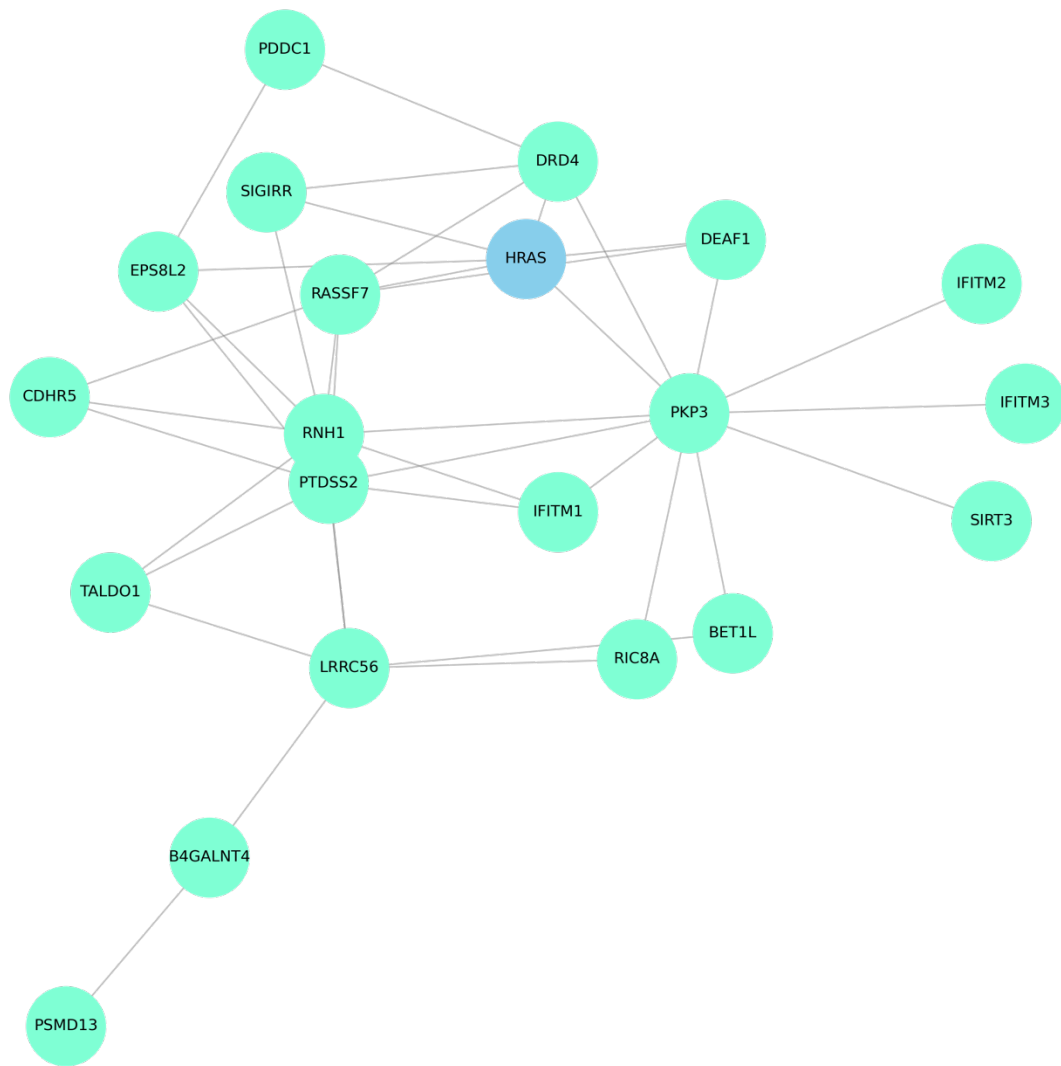 PDDC1
DRD4
SIGIRR
DEAF1
HRAS
EPS8L2
IFITM2
RASSF7
CDHR5
IFITM3
PKP3
RNH1
PTDSS2
IFITM1
SIRT3
TALDO1
BET1L
RIC8A
LRRC56
B4GALNT4
PSMD13